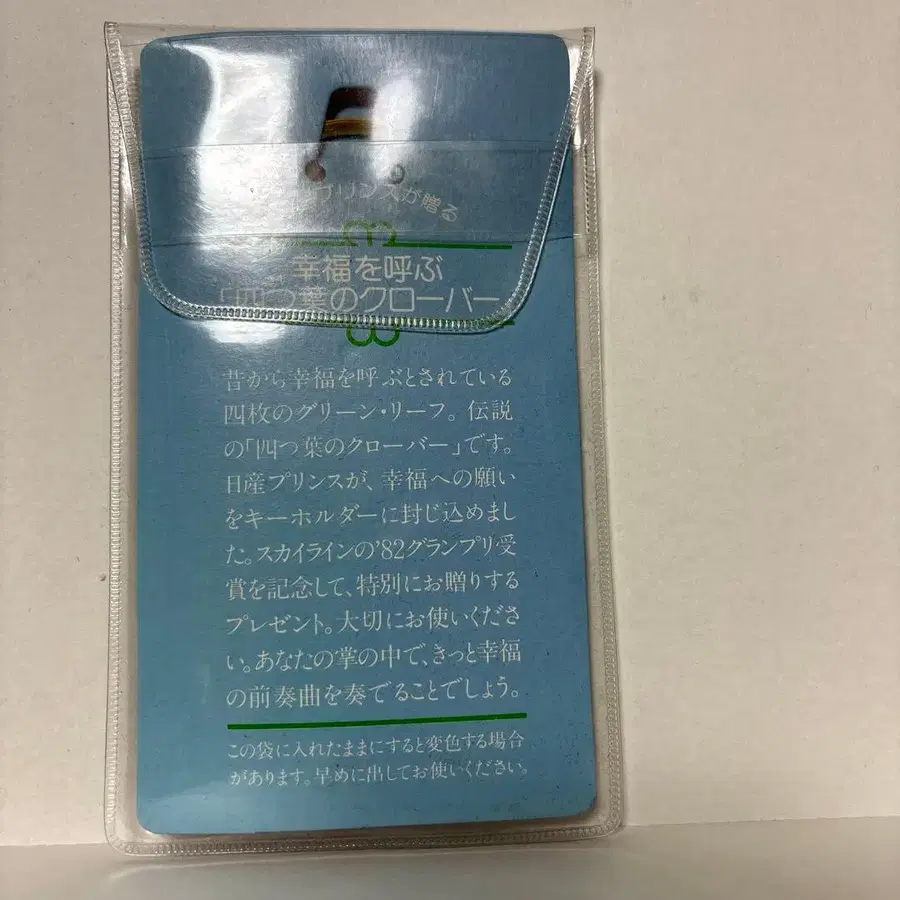 プリンスが贈る
幸福を呼ぶ
「四つ葉のクローバー」
昔から幸福を呼ぶとされている
四枚のグリーン・リーフ。伝説
の「四つ葉のクローバー」です。
日産プリンスが、幸福への願い
をキーホルダーに封じ込めまし
た。スカイラインの'82グランプリ受
賞を記念して、特別にお贈りする
プレゼント。大切にお使いくださ
い。あなたの掌の中で、きっと幸福
の前奏曲を奏でることでしょう。
この袋に入れたままにすると変色する場合
があります。早めに出してお使いください。